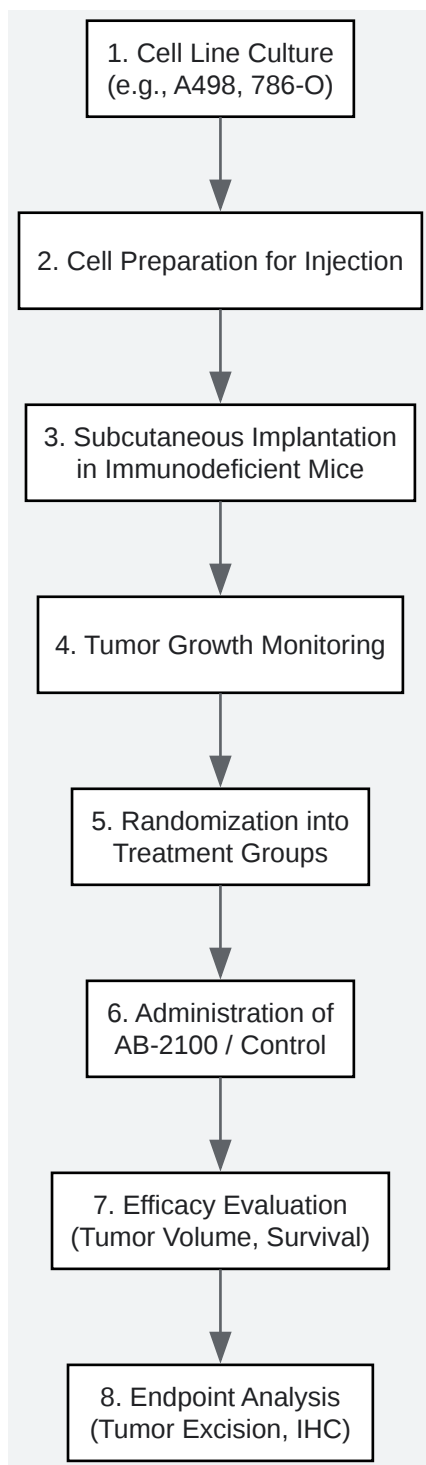 1. Cell Line Culture
(e.g., A498, 786-O)
2. Cell Preparation for Injection
3. Subcutaneous Implantation
in Immunodeficient Mice
4. Tumor Growth Monitoring
5. Randomization into
Treatment Groups
6. Administration of
AB-2100 / Control
7. Efficacy Evaluation
(Tumor Volume, Survival)
8. Endpoint Analysis
(Tumor Excision, IHC)